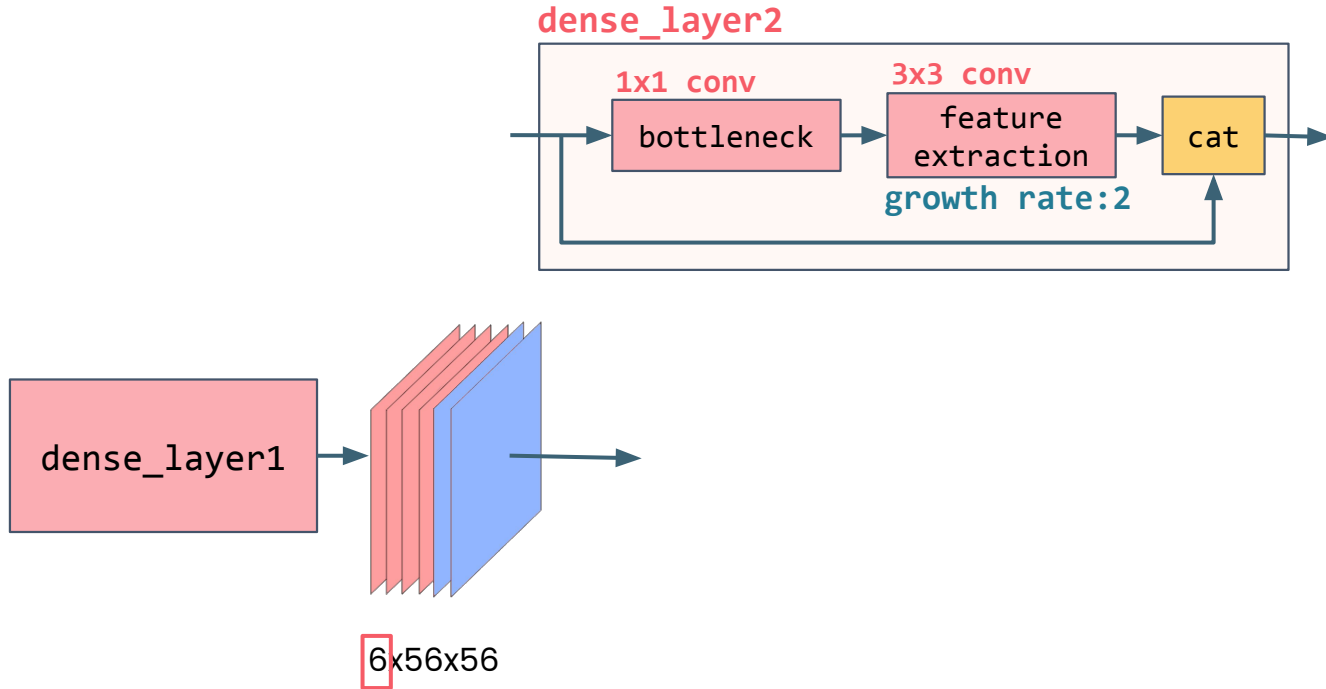 dense_layer2
1x1 conv
3x3 conv
bottleneck
feature
extraction
cat
growth rate:2
dense_layer1
6x56x56